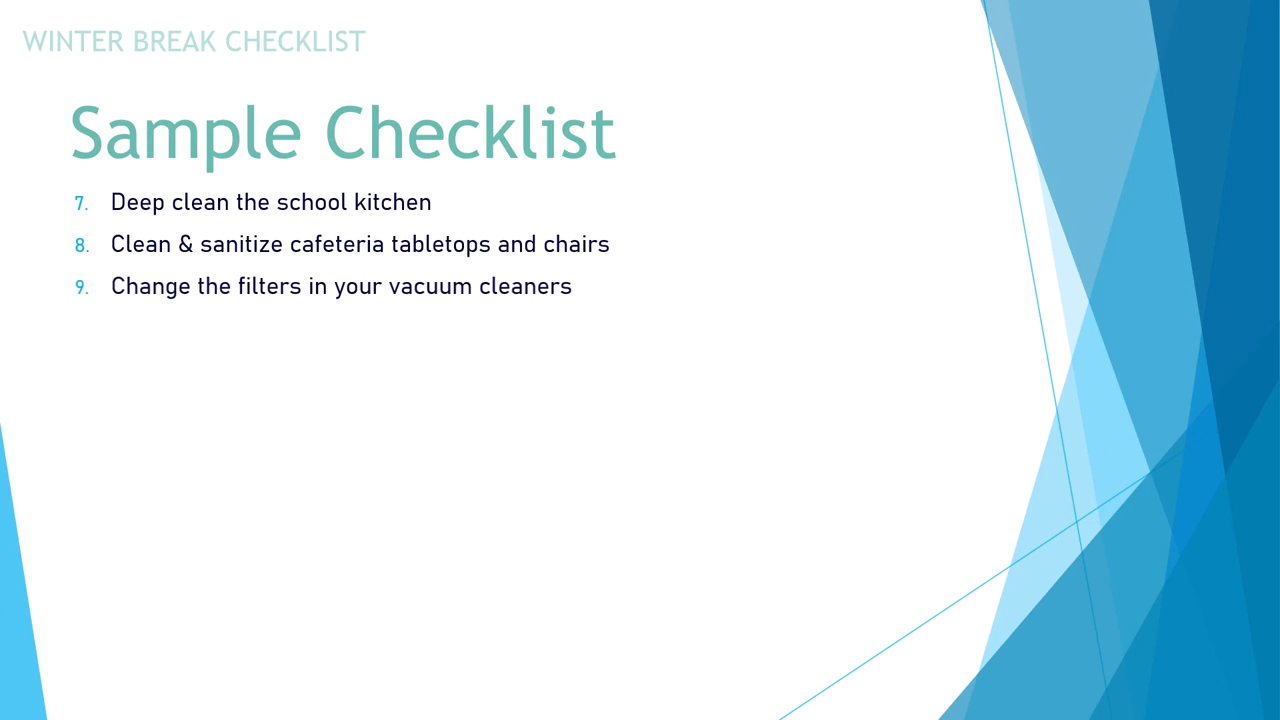 WINTER BREAK CHECKLIST
Sample Checklist
7. Deep clean the school kitchen
8. Clean & sanitize cafeteria tabletops and chairs
9. Change the filters in your vacuum cleaners